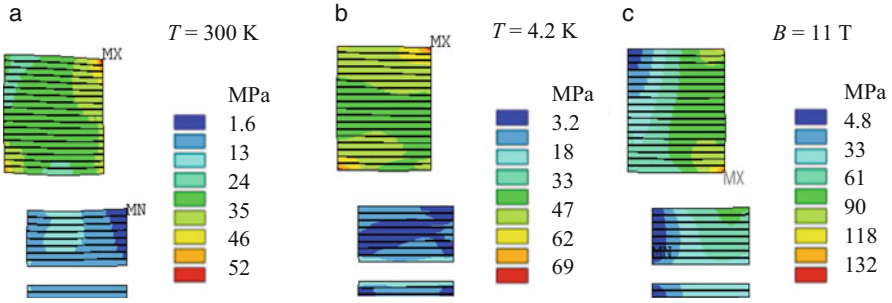 a
T = 300 K
MX
MPa
1.6
13
24
35
46
52
MN
b
T = 4.2 K
MX
MPa
3.2
18
33
47
62
69
c
B = 11 T
MPa
4.8
33
61
90
118
132
MX
MN